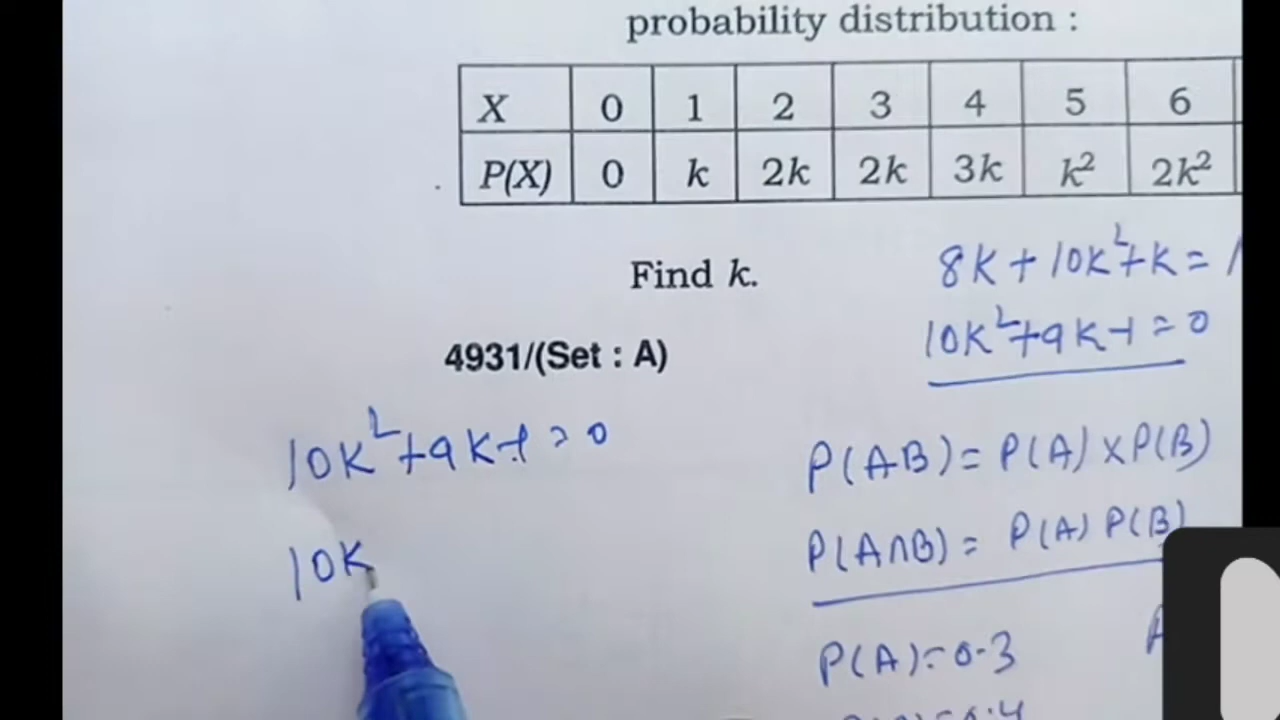 probability distribution :
X 0 1 2 3 4 5 6
P(X) 0 k 2k 2k 3k k² 2k²
Find k.
8K + 10K²+K = 1
10K²+9K-1 = 0
4931/(Set : A)
10K²+9K-1 = 0
10K
P(AB) = P(A) x P(B)
P(A∩B) = P(A) P(B)
P(A) = 0.3